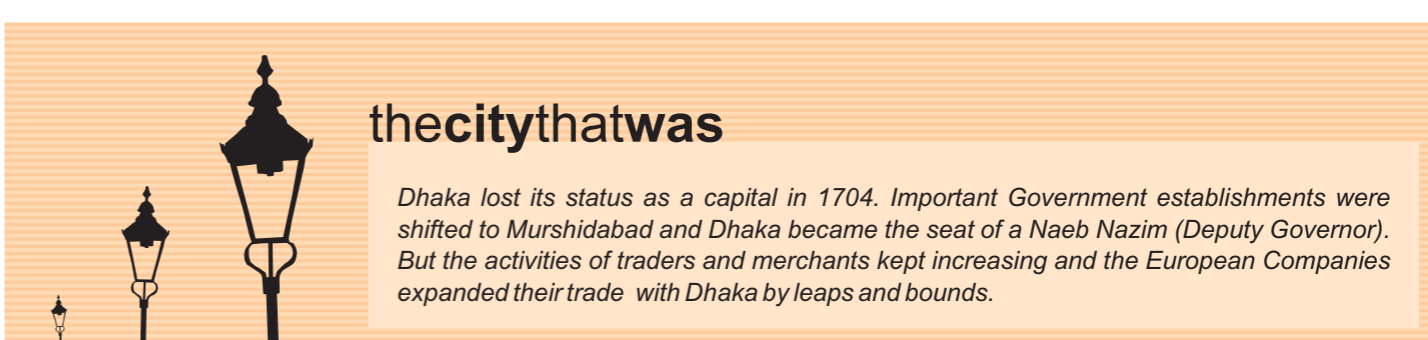 thecitythatwas
Dhaka lost its status as a capital in 1704. Important Government establishments were
shifted to Murshidabad and Dhaka became the seat of a Naeb Nazim (Deputy Governor).
But the activities of traders and merchants kept increasing and the European Companies
expanded their trade with Dhaka by leaps and bounds.